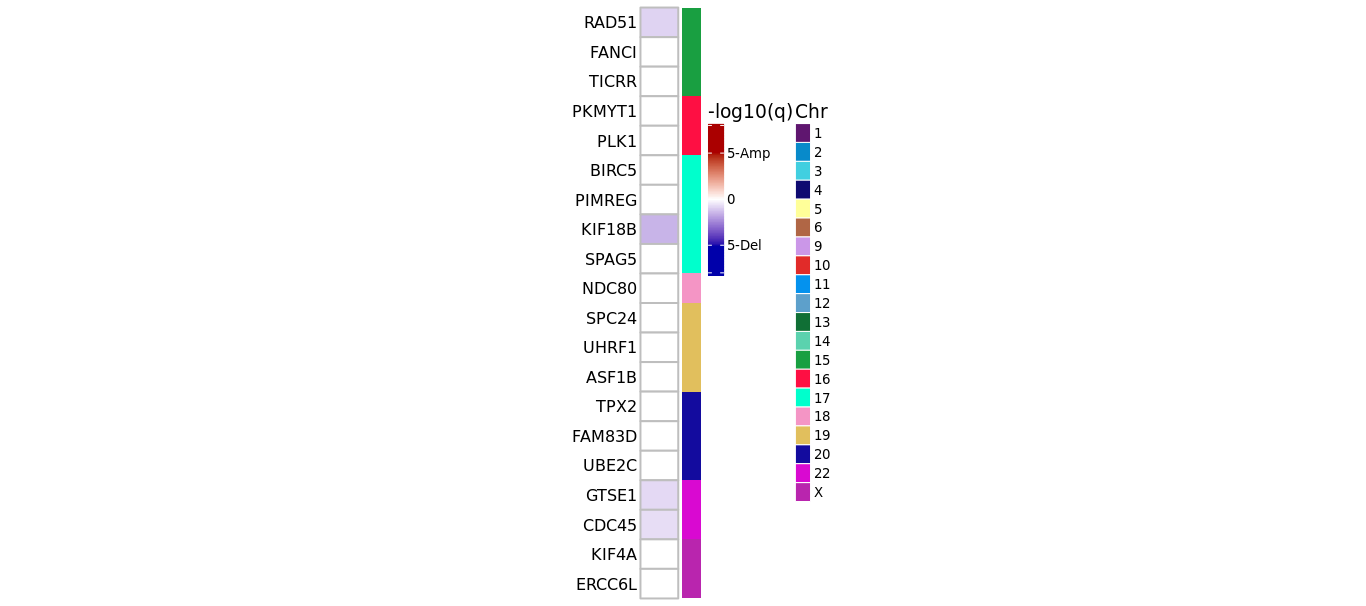 RAD51
FANCI
TICRR
PKMYT1
PLK1
BIRC5
PIMREG
KIF18B
SPAG5
NDC80
SPC24
UHRF1
ASF1B
TPX2
FAM83D
UBE2C
GTSE1
CDC45
KIF4A
ERCC6L
-log10(q)
5-Amp
0
5-Del
Chr
1
2
3
4
5
6
9
10
11
12
13
14
15
16
17
18
19
20
22
X